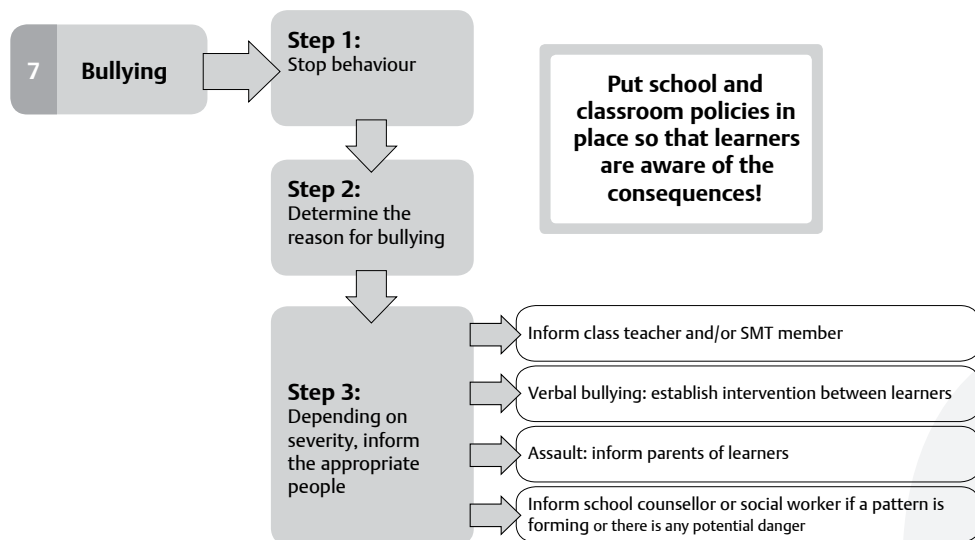 7 Bullying
Step 1:
Stop behaviour
Put school and
classroom policies in
place so that learners
are aware of the
consequences!
Step 2:
Determine the
reason for bullying
Step 3:
Depending on
severity, inform
the appropriate
people
Inform class teacher and/or SMT member
Verbal bullying: establish intervention between learners
Assault: inform parents of learners
Inform school counsellor or social worker if a pattern is
forming or there is any potential danger